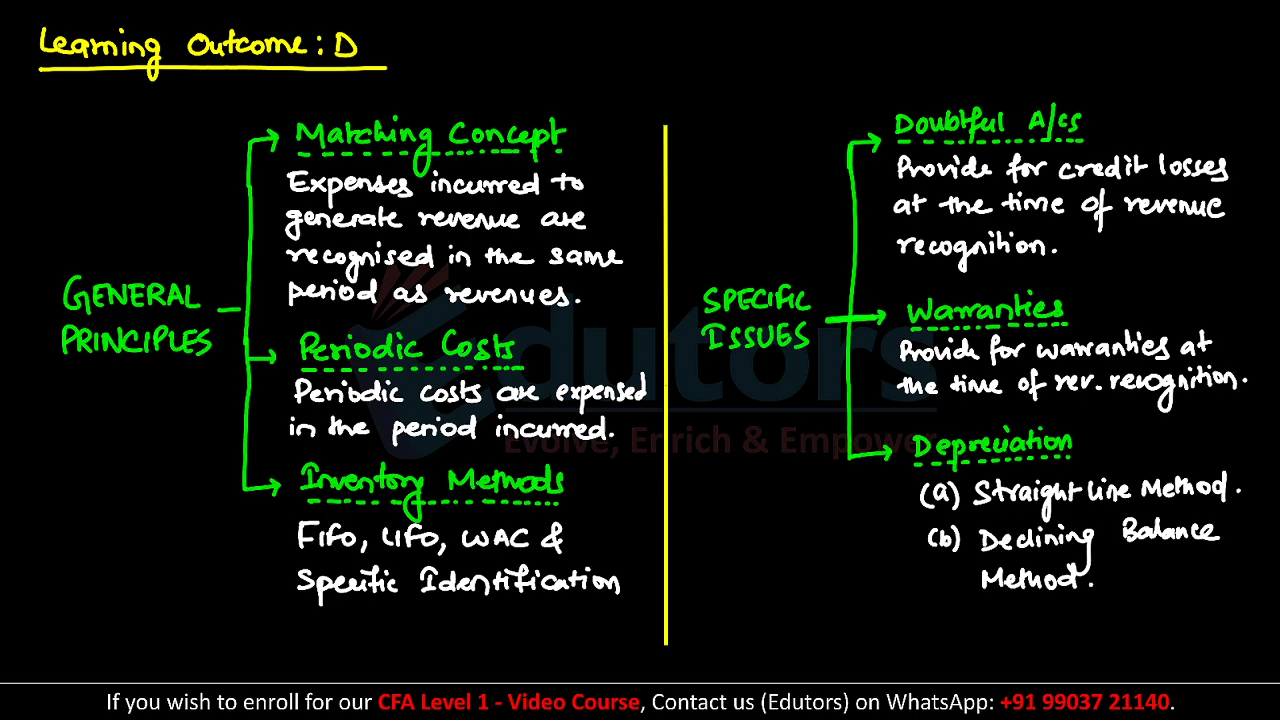 Learning Outcome: D
GENERAL
PRINCIPLES
Matching Concept
Expenses incurred to
generate revenue are
recognised in the same
period as revenues.
Periodic Costs
Periodic costs are expensed
in the period incurred.
Inventory Methods
FIFO, LIFO, WAC &
Specific Identification
SPECIFIC
ISSUES
Doubtful A/cs
Provide for credit losses
at the time of revenue
recognition.
Warranties
Provide for warranties at
the time of rev. recognition.
Depreciation
(a) Straight Line Method.
(b) Declining Balance
Method.
Edutors
Evolve, Enrich & Empower
If you wish to enroll for our CFA Level 1 - Video Course, Contact us (Edutors) on WhatsApp: +91 99037 21140.